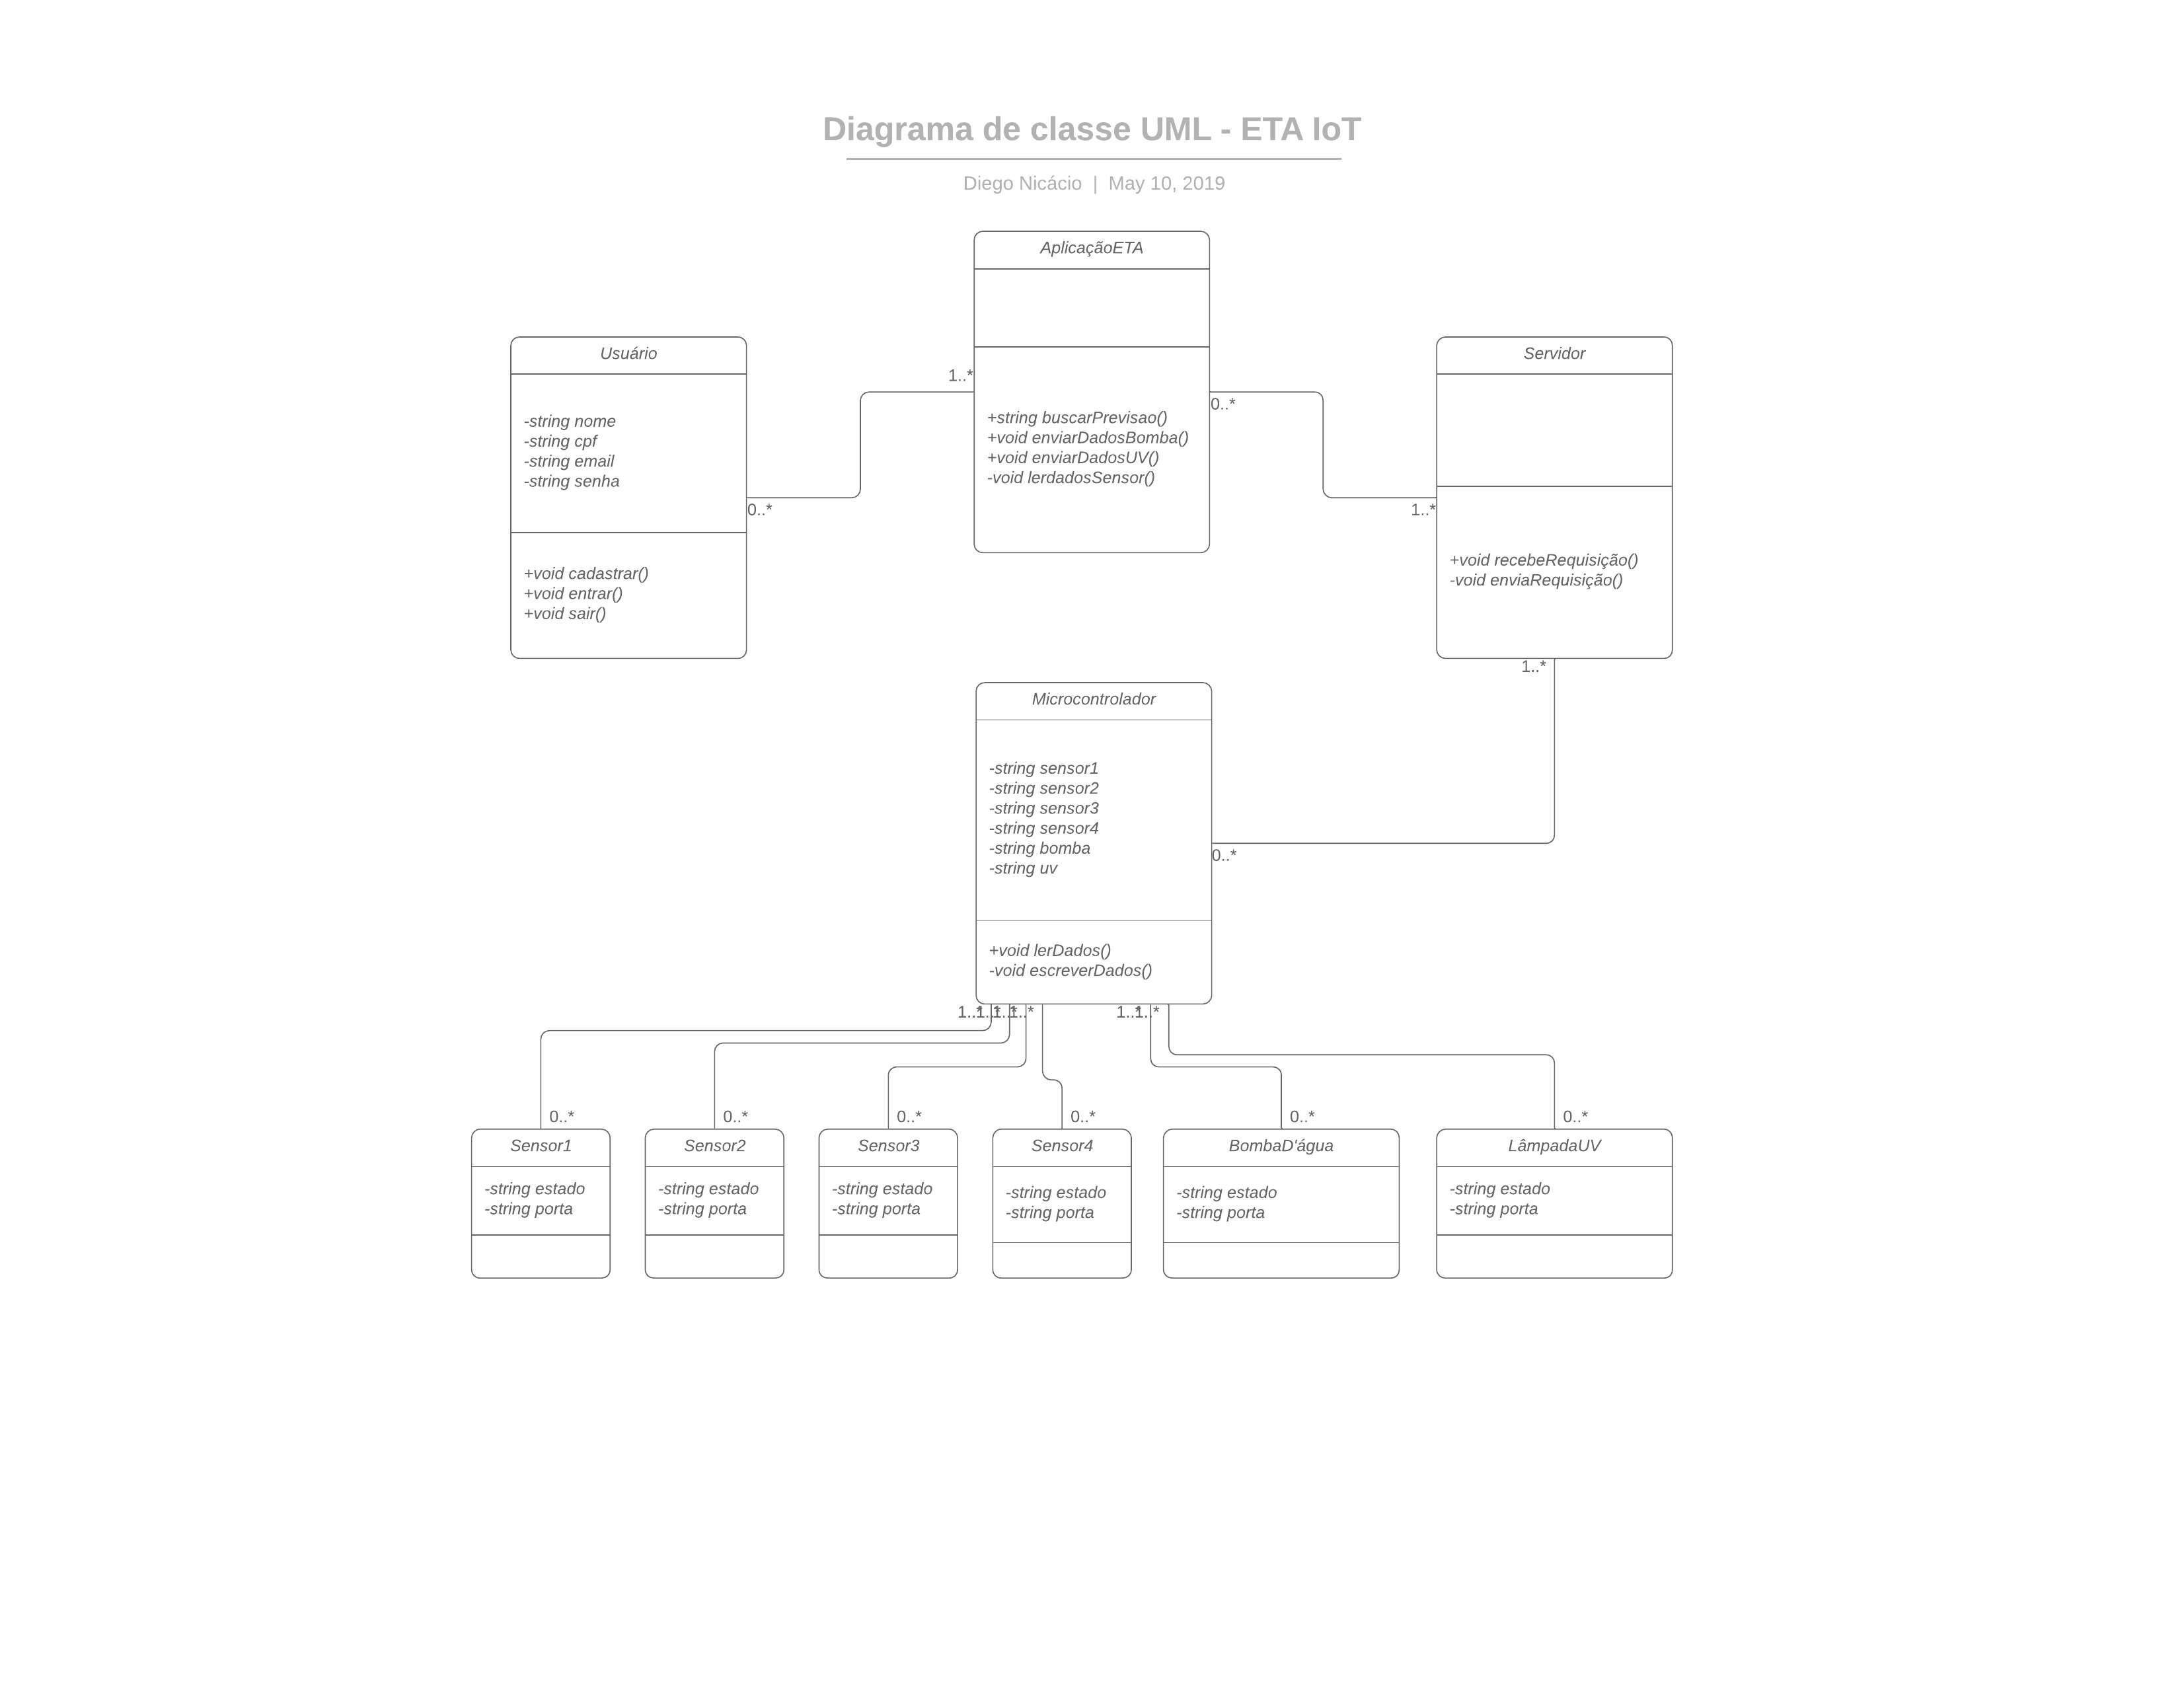 Diagrama de classe UML - ETA IoT
Diego Nicácio | May 10, 2019
AplicaçãoETA
+string buscarPrevisao()
+void enviarDadosBomba()
+void enviarDadosUV()
-void lerdadosSensor()
1..*
0..*
Usuário
-string nome
-string cpf
-string email
-string senha
+void cadastrar()
+void entrar()
+void sair()
0..*
Servidor
+void recebeRequisição()
-void enviaRequisição()
1..*
1..*
Microcontrolador
-string sensor1
-string sensor2
-string sensor3
-string sensor4
-string bomba
-string uv
+void lerDados()
-void escreverDados()
0..*
1..*
1..*
1..*
1..*
1..*
1..*
0..*
0..*
0..*
0..*
0..*
0..*
Sensor1
-string estado
-string porta
Sensor2
-string estado
-string porta
Sensor3
-string estado
-string porta
Sensor4
-string estado
-string porta
BombaD'água
-string estado
-string porta
LâmpadaUV
-string estado
-string porta